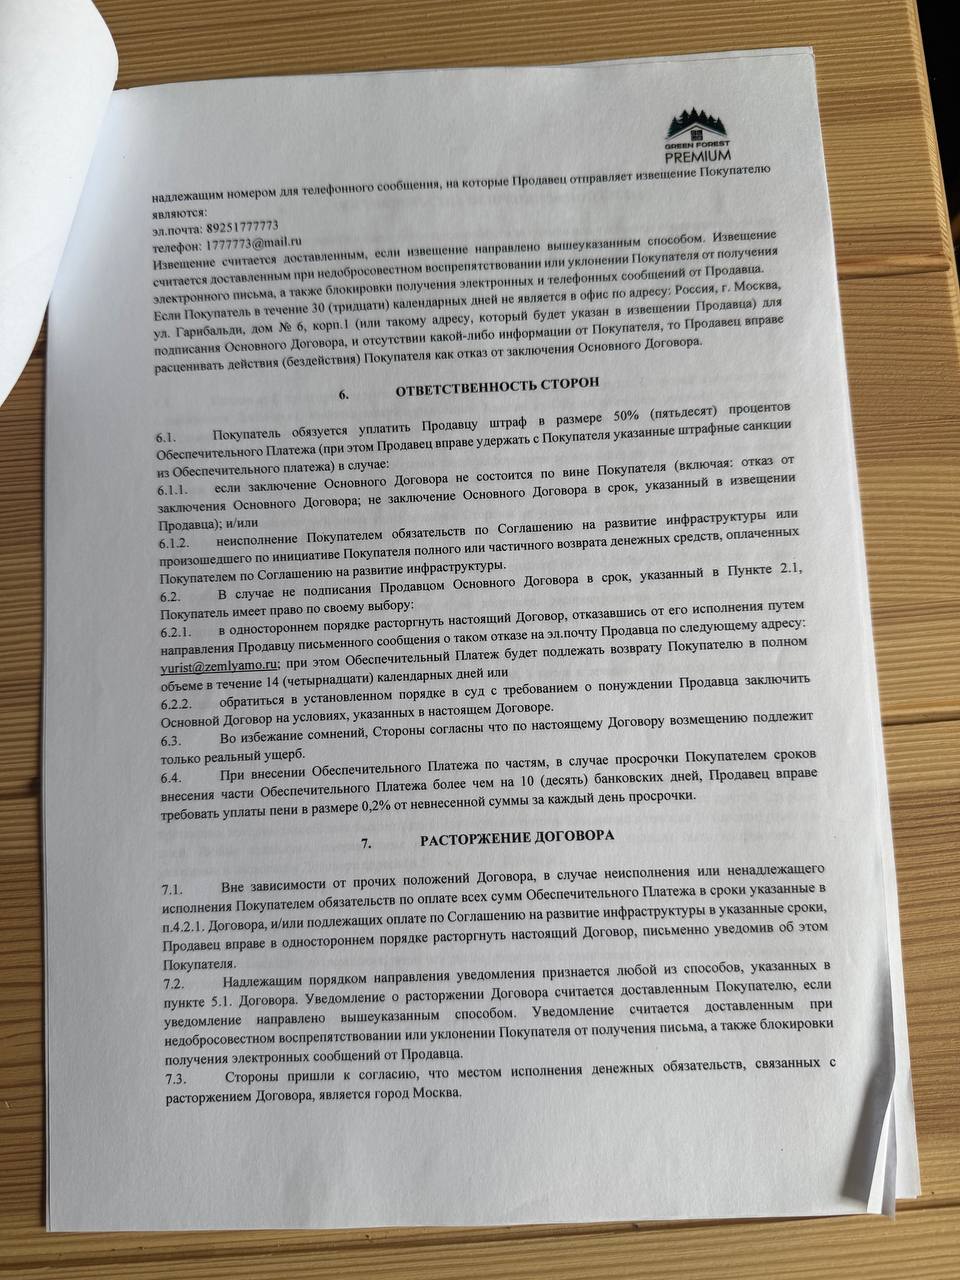 GREEN FOREST
PREMIUM
надлежащим номером для телефонного сообщения, на которые Продавец отправляет извещение Покупателю
являются:
эл.почта: 89251777773
телефон: 1777773@mail.ru
Извещение считается доставленным, если извещение направлено вышеуказанным способом. Извещение
считается доставленным при недобросовестном воспрепятствовании или уклонении Покупателя от получения
электронного письма, а также блокировки получения электронных и телефонных сообщений от Продавца.
Если Покупатель в течение 30 (тридцати) календарных дней не является в офис по адресу: Россия, г. Москва,
ул. Гарибальди, дом № 6, корп.1 (или такому адресу, который будет указан в извещении Продавца) для
подписания Основного Договора, и отсутствии какой-либо информации от Покупателя, то Продавец вправе
расценивать действия (бездействия) Покупателя как отказ от заключения Основного Договора.
6. ОТВЕТСТВЕННОСТЬ СТОРОН
6.1. Покупатель обязуется уплатить Продавцу штраф в размере 50% (пятьдесят) процентов
Обеспечительного Платежа (при этом Продавец вправе удержать с Покупателя указанные штрафные санкции
из Обеспечительного платежа) в случае:
6.1.1. если заключение Основного Договора не состоится по вине Покупателя (включая: отказ от
заключения Основного Договора; не заключение Основного Договора в срок, указанный в извещении
Продавца); и/или
6.1.2. неисполнение Покупателем обязательств по Соглашению на развитие инфраструктуры или
произошедшего по инициативе Покупателя полного или частичного возврата денежных средств, оплаченных
Покупателем по Соглашению на развитие инфраструктуры.
6.2. В случае не подписания Продавцом Основного Договора в срок, указанный в Пункте 2.1,
Покупатель имеет право по своему выбору:
6.2.1. в одностороннем порядке расторгнуть настоящий Договор, отказавшись от его исполнения путем
направления Продавцу письменного сообщения о таком отказе на эл.почту Продавца по следующему адресу:
yurist@zemlyamo.ru; при этом Обеспечительный Платеж будет подлежать возврату Покупателю в полном
объеме в течение 14 (четырнадцати) календарных дней или
6.2.2. обратиться в установленном порядке в суд с требованием о понуждении Продавца заключить
Основной Договор на условиях, указанных в настоящем Договоре.
6.3. Во избежание сомнений, Стороны согласны что по настоящему Договору возмещению подлежит
только реальный ущерб.
6.4. При внесении Обеспечительного Платежа по частям, в случае просрочки Покупателем сроков
внесения части Обеспечительного Платежа более чем на 10 (десять) банковских дней, Продавец вправе
требовать уплаты пени в размере 0,2% от невнесенной суммы за каждый день просрочки.
7. РАСТОРЖЕНИЕ ДОГОВОРА
7.1. Вне зависимости от прочих положений Договора, в случае неисполнения или ненадлежащего
исполнения Покупателем обязательств по оплате всех сумм Обеспечительного Платежа в сроки указанные в
п.4.2.1. Договора, и/или подлежащих оплате по Соглашению на развитие инфраструктуры в указанные сроки,
Продавец вправе в одностороннем порядке расторгнуть настоящий Договор, письменно уведомив об этом
Покупателя.
7.2. Надлежащим порядком направления уведомления признается любой из способов, указанных в
пункте 5.1. Договора. Уведомление о расторжении Договора считается доставленным Покупателю, если
уведомление направлено вышеуказанным способом. Уведомление считается доставленным при
недобросовестном воспрепятствовании или уклонении Покупателя от получения письма, а также блокировки
получения электронных сообщений от Продавца.
7.3. Стороны пришли к согласию, что местом исполнения денежных обязательств, связанных с
расторжением Договора, является город Москва.